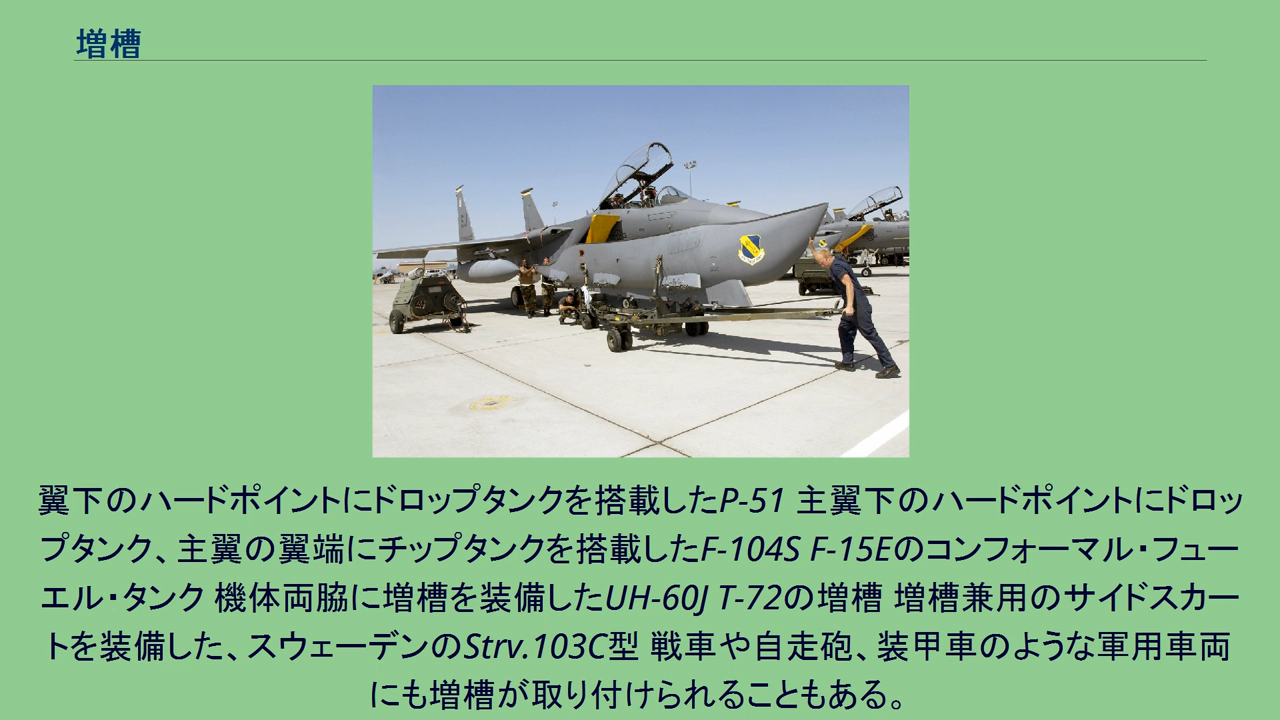 増槽
翼下のハードポイントにドロップタンクを搭載したP-51 主翼下のハードポイントにドロッ
プタンク、主翼の翼端にチップタンクを搭載したF-104S F-15Eのコンフォーマル・フュー
エル・タンク 機体両脇に増槽を装備したUH-60J T-72の増槽 増槽兼用のサイドスカー
トを装備した、スウェーデンのStrv.103C型 戦車や自走砲、装甲車のような軍用車両
にも増槽が取り付けられることもある。